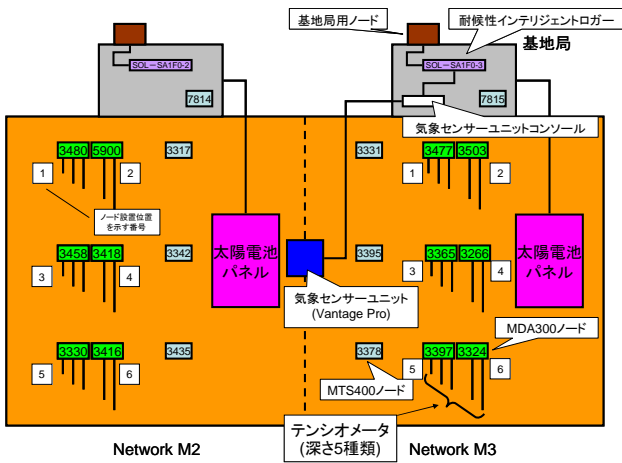 基地局用ノード
耐候性インテリジェントロガー
基地局
SOL－SA1F0-2
SOL－SA1F0-3
7814
7815
気象センサーユニットコンソール
3480 5900
3317
3331
3477 3503
1
2
1
2
ノード設置位置
を示す番号
太陽電池
パネル
太陽電池
パネル
3458 3418
3342
3395
3365 3266
3
4
3
4
気象センサーユニット
(Vantage Pro)
MDA300ノード
3330 3416
3435
3378
3397 3324
5
6
5
6
MTS400ノード
テンシオメータ
(深さ5種類)
Network M2
Network M3